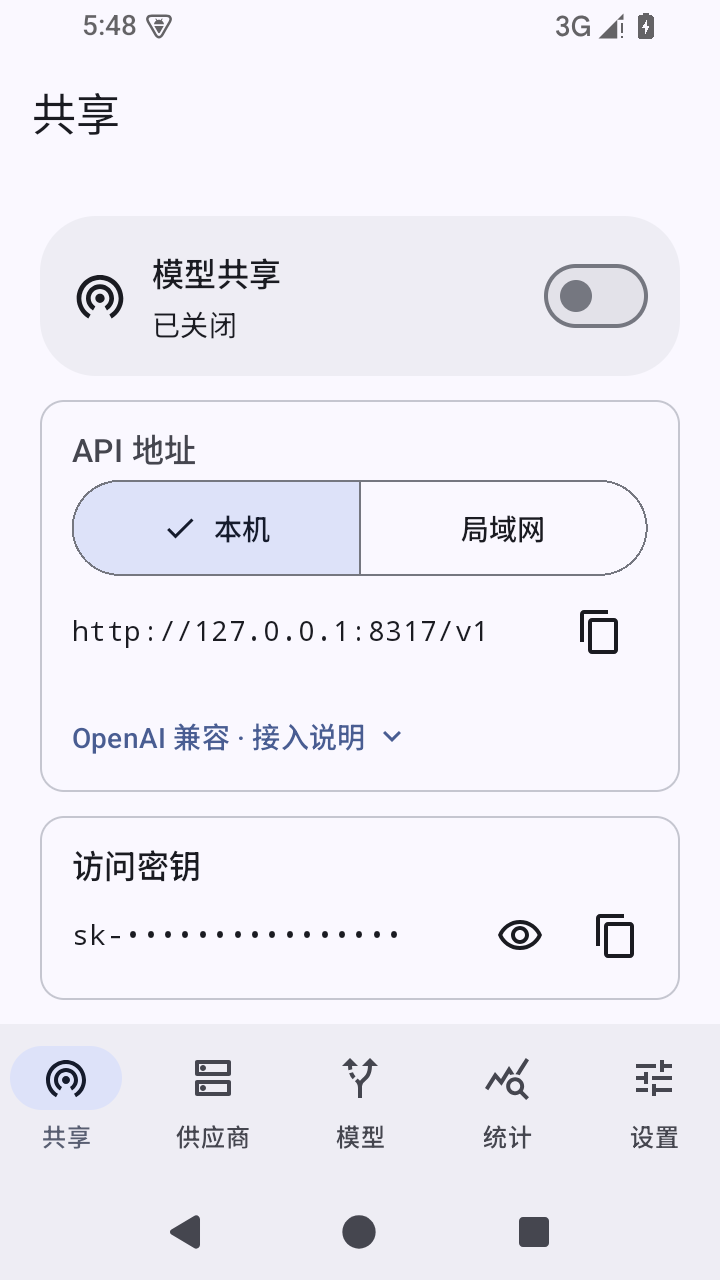 5:48
3G
共享
模型共享
已关闭
API 地址
本机
局域网
http://127.0.0.1:8317/v1
OpenAI 兼容 · 接入说明
访问密钥
sk-••••••••••••••••
共享
供应商
模型
统计
设置